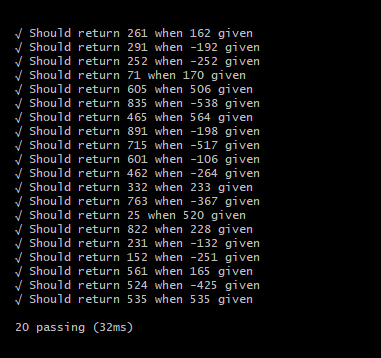 √ Should return 261 when 162 given
√ Should return 291 when -192 given
√ Should return 252 when -252 given
√ Should return 71 when 170 given
√ Should return 605 when 506 given
√ Should return 835 when -538 given
√ Should return 465 when 564 given
√ Should return 891 when -198 given
√ Should return 715 when -517 given
√ Should return 601 when -106 given
√ Should return 462 when -264 given
√ Should return 332 when 233 given
√ Should return 763 when -367 given
√ Should return 25 when 520 given
√ Should return 822 when 228 given
√ Should return 231 when -132 given
√ Should return 152 when -251 given
√ Should return 561 when 165 given
√ Should return 524 when -425 given
√ Should return 535 when 535 given
20 passing (32ms)